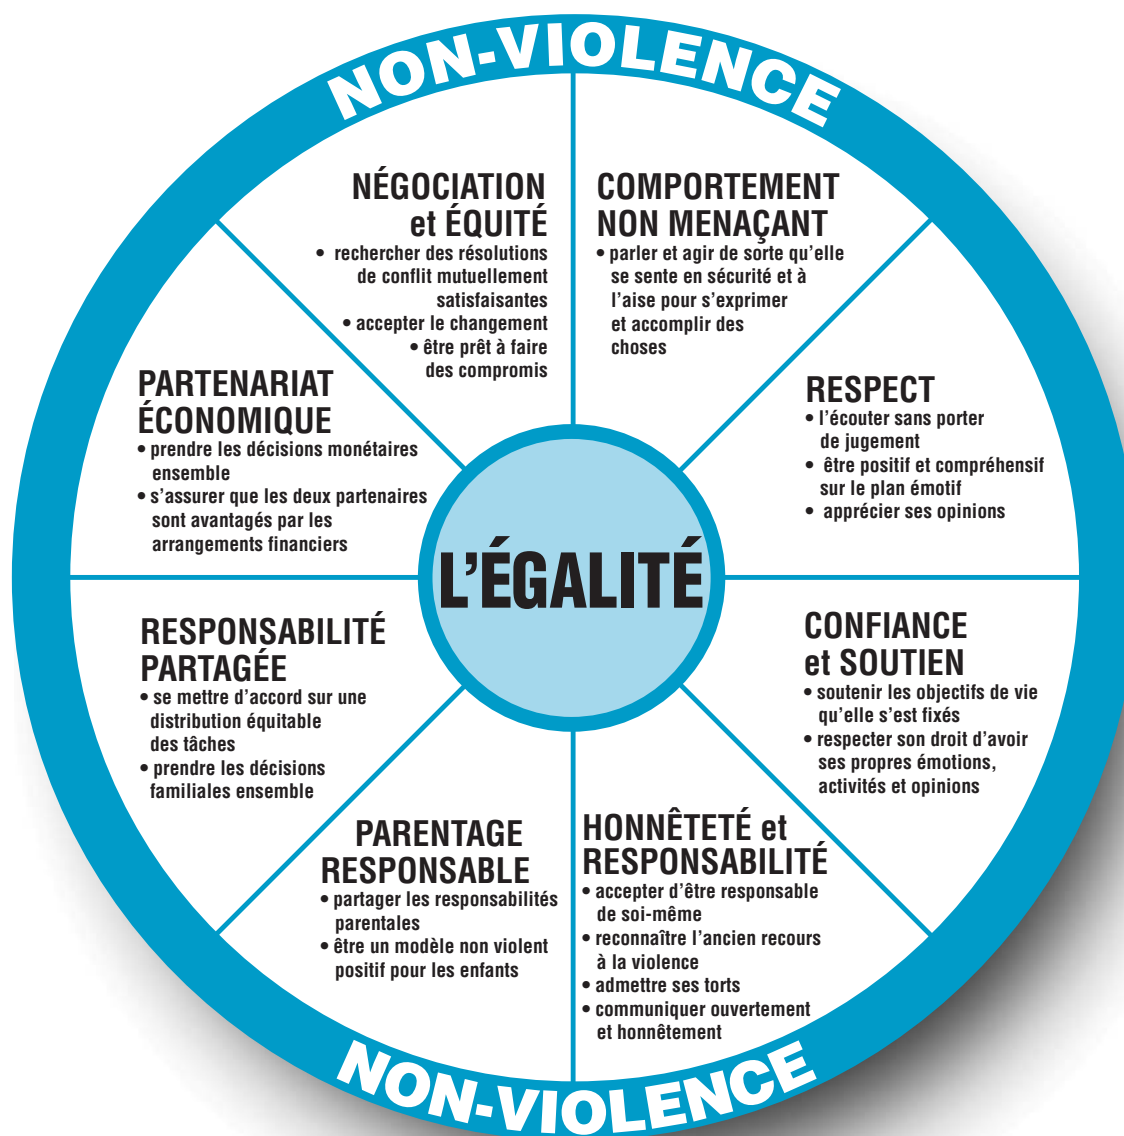 NON-VIOLENCE
NÉGOCIATION
et ÉQUITÉ
• rechercher des résolutions
de conflit mutuellement
satisfaisantes
• accepter le changement
• être prêt à faire
des compromis
COMPORTEMENT
NON MENAÇANT
• parler et agir de sorte qu’elle
se sente en sécurité et à
l’aise pour s’exprimer
et accomplir des
choses
PARTENARIAT
ÉCONOMIQUE
• prendre les décisions monétaires
ensemble
• s’assurer que les deux partenaires
sont avantagés par les
arrangements financiers
RESPECT
• l’écouter sans porter
de jugement
• être positif et compréhensif
sur le plan émotif
• apprécier ses opinions
L’ÉGALITÉ
RESPONSABILITÉ
PARTAGÉE
• se mettre d’accord sur une
distribution équitable
des tâches
• prendre les décisions
familiales ensemble
CONFIANCE
et SOUTIEN
• soutenir les objectifs de vie
qu’elle s’est fixés
• respecter son droit d’avoir
ses propres émotions,
activités et opinions
PARENTAGE
RESPONSABLE
• partager les responsabilités
parentales
• être un modèle non violent
positif pour les enfants
HONNÊTETÉ et
RESPONSABILITÉ
• accepter d’être responsable
de soi-même
• reconnaître l’ancien recours
à la violence
• admettre ses torts
• communiquer ouvertement
et honnêtement
NON-VIOLENCE